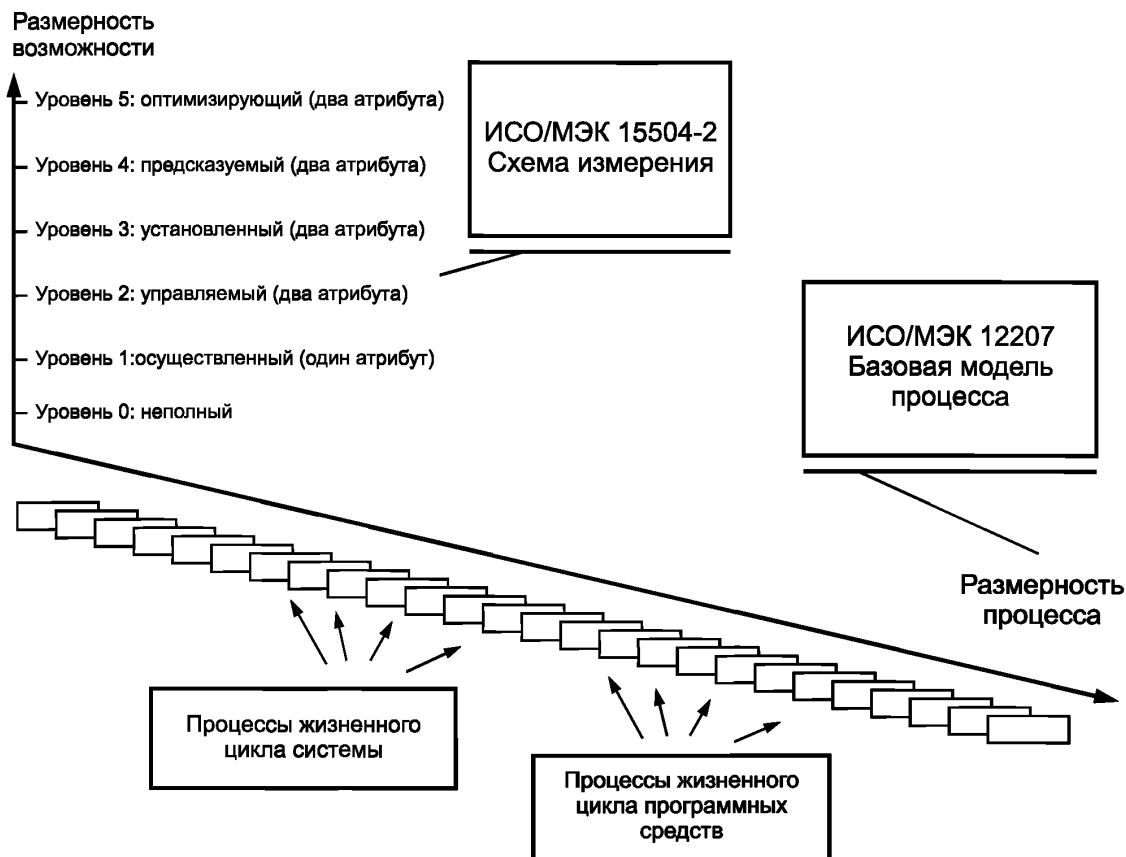 Размерность
возможности
Уровень 5: оптимизирующий (два атрибута)
Уровень 4: предсказуемый (два атрибута)
Уровень 3: установленный (два атрибута)
Уровень 2: управляемый (два атрибута)
Уровень 1:осуществленный (один атрибут)
Уровень 0: неполный
ИСО/МЭК 15504-2
Схема измерения
ИСО/МЭК 12207
Базовая модель
процесса
Размерность
процесса
Процессы жизненного
цикла системы
Процессы жизненного
цикла программных
средств